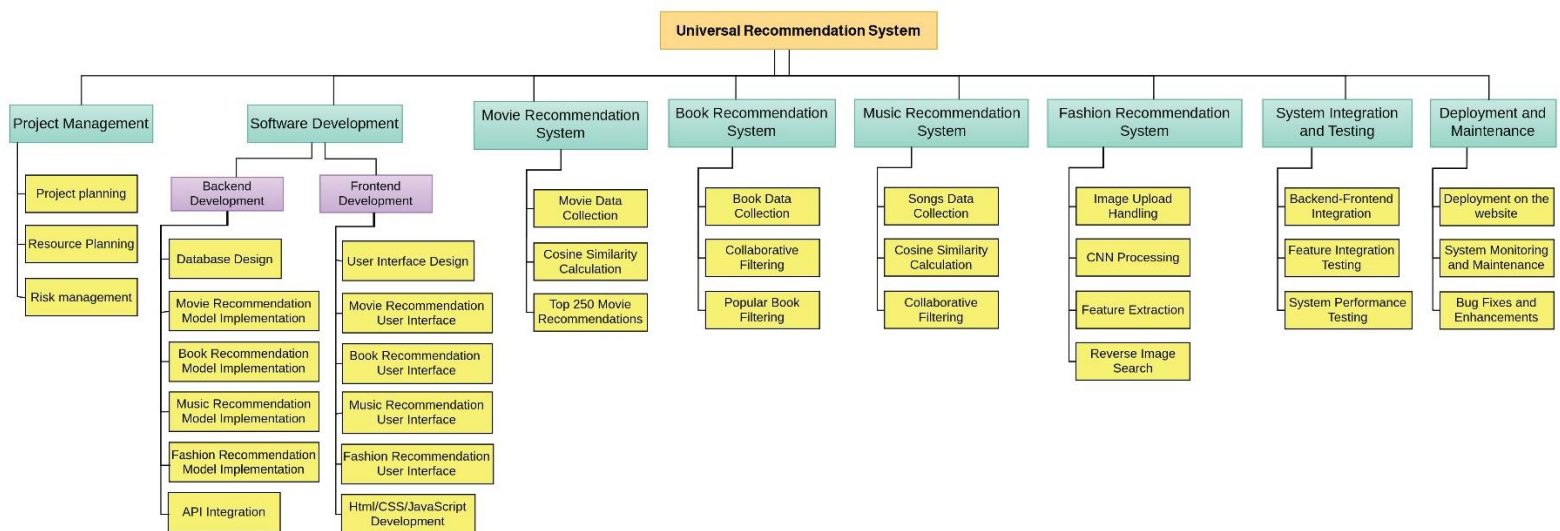 Universal Recommendation System
Project Management
Project planning
Resource Planning
Risk management
Software Development
Backend
Development
Database Design
Movie Recommendation
Model Implementation
Book Recommendation
Model Implementation
Music Recommendation
Model Implementation
Fashion Recommendation
Model Implementation
API Integration
Frontend
Development
User Interface Design
Movie Recommendation
User Interface
Book Recommendation
User Interface
Music Recommendation
User Interface
Fashion Recommendation
User Interface
Html/CSS/JavaScript
Development
Movie Recommendation
System
Movie Data
Collection
Cosine Similarity
Calculation
Top 250 Movie
Recommendations
Book Recommendation
System
Book Data
Collection
Collaborative
Filtering
Popular Book
Filtering
Music Recommendation
System
Songs Data
Collection
Cosine Similarity
Calculation
Collaborative
Filtering
Fashion Recommendation
System
Image Upload
Handling
CNN Processing
Feature Extraction
Reverse Image
Search
System Integration
and Testing
Backend-Frontend
Integration
Feature Integration
Testing
System Performance
Testing
Deployment and
Maintenance
Deployment on the
website
System Monitoring
and Maintenance
Bug Fixes and
Enhancements